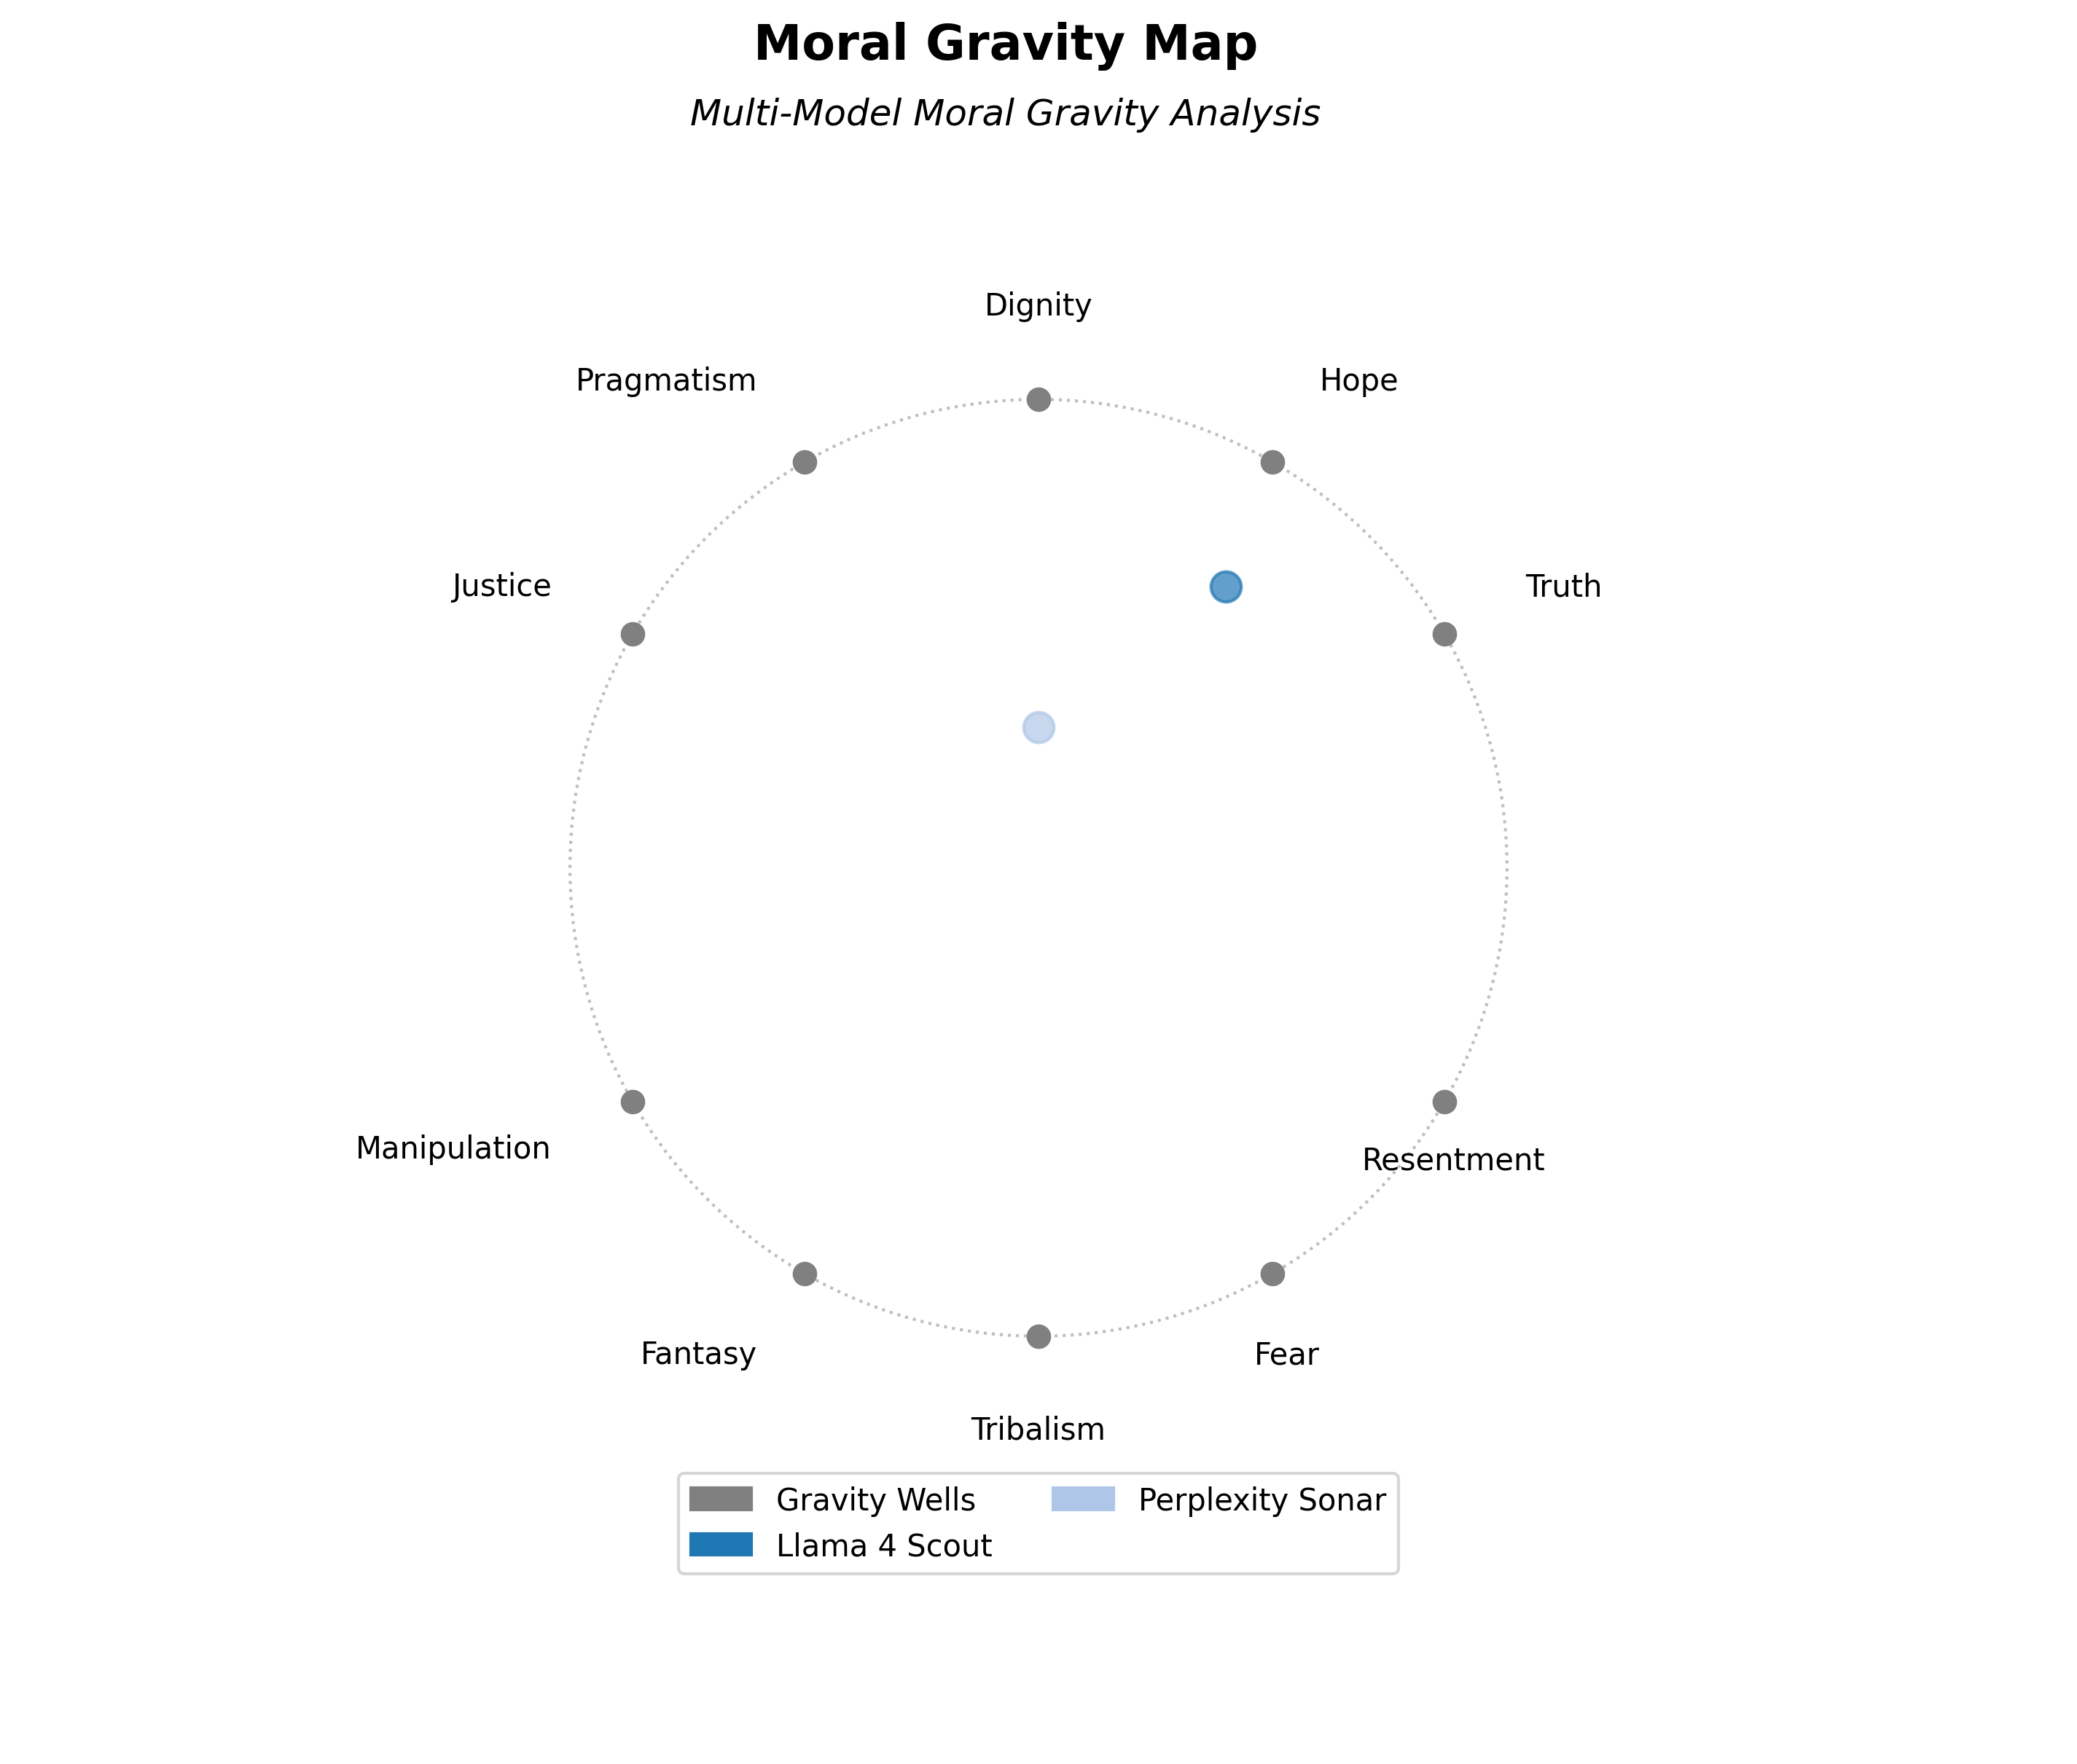 Moral Gravity Map
Multi-Model Moral Gravity Analysis
Dignity
Pragmatism
Hope
Justice
Truth
Manipulation
Resentment
Fantasy
Fear
Tribalism
Gravity Wells
Llama 4 Scout
Perplexity Sonar